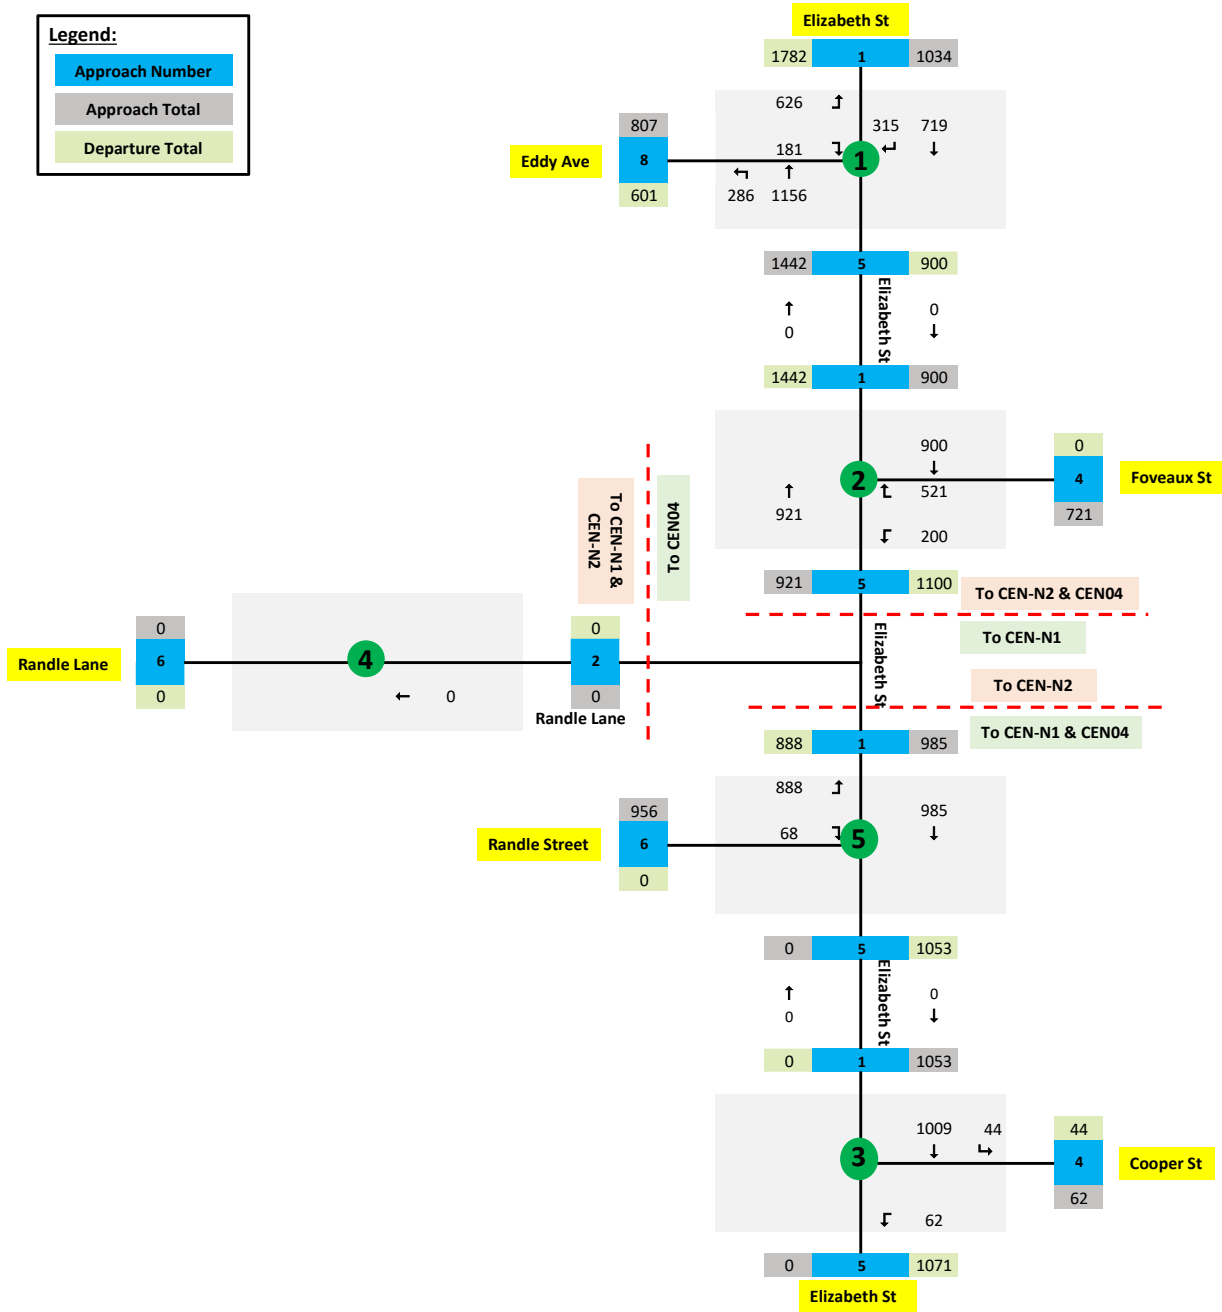 Elizabeth St
Legend:
Approach Number
Approach Total
Departure Total
1782 1 1034
626
315 719
807
181
Eddy Ave
8
1
601
286 1156
1442 5 900
Elizabeth St
0
0
1442 1 900
900
0
2
4
Foveaux St
521
921
721
200
To CEN-N1 &
CEN-N2
To CEN04
921 5 1100
To CEN-N2 & CEN04
Elizabeth St
To CEN-N1
0
0
Randle Lane
6
4
2
To CEN-N2
0
0
0
Randle Lane
To CEN-N1 & CEN04
888 1 985
888
956
985
68
Randle Street
6
5
0
0 5 1053
Elizabeth St
0
0
0 1 1053
1009 44
44
3
4
Cooper St
62
62
0 5 1071
Elizabeth St